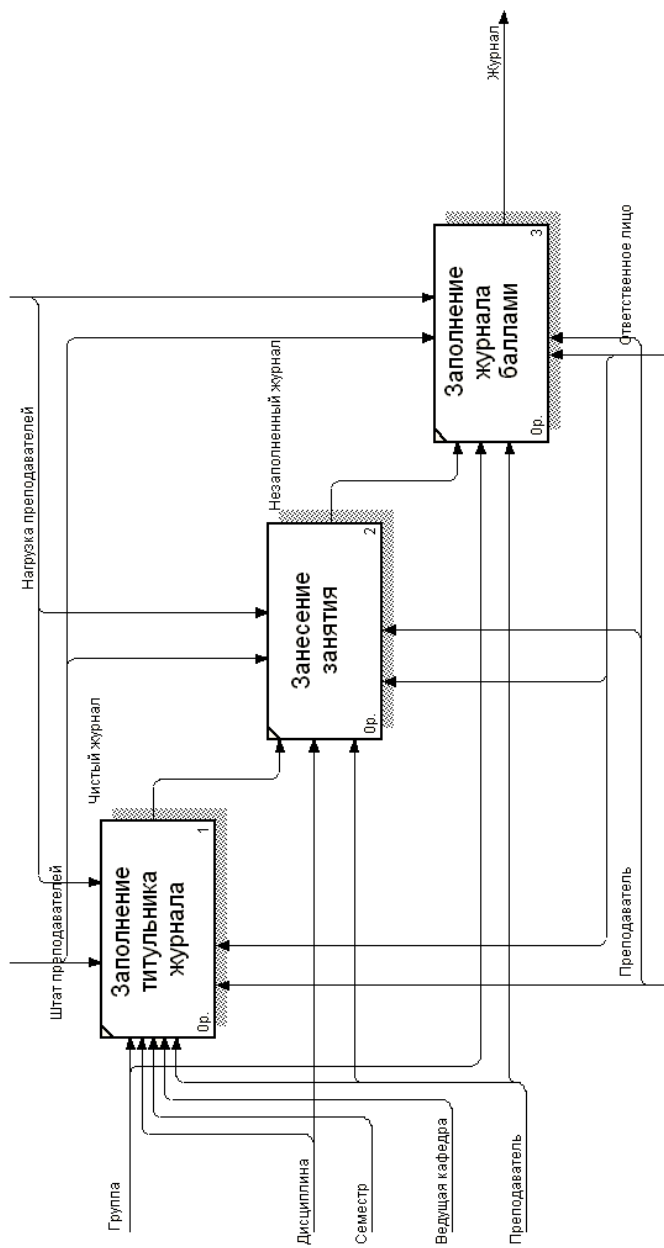 Штат преподавателей
Нагрузка преподавателей
Группа
Дисциплина
Семестр
Ведущая кафедра
Преподаватель
Заполнение
титульника
журнала
0р.
1
Чистый журнал
Занесение
занятия
0р.
2
Незаполненный журнал
Заполнение
журнала
баллами
0р.
3
Журнал
Преподаватель
Ответственное лицо